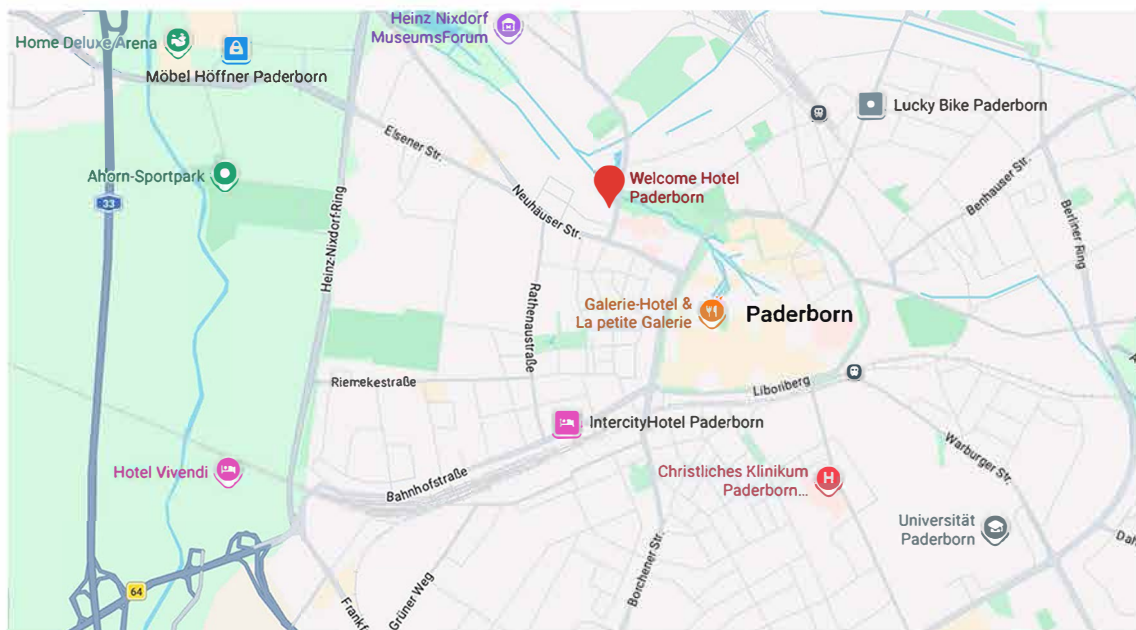 Heinz Nixdorf
MuseumsForum
Home Deluxe Arena
Möbel Höffner Paderborn
Lucky Bike Paderborn
Elsener Str.
Ahorn-Sportpark
Welcome Hotel
Paderborn
Benhauser Str.
33
Neuhäuser Str.
Berliner Ring
Heinz-Nixdorf-Ring
Rathenaustraße
Galerie-Hotel &
La petite Galerie
Paderborn
Riemekestraße
Liboriberg
IntercityHotel Paderborn
Warburger Str.
Hotel Vivendi
Bahnhofstraße
Christliches Klinikum
Paderborn...
H
Universität
Paderborn
Dah
Borchener Str.
64
Grüner Weg
Frankf